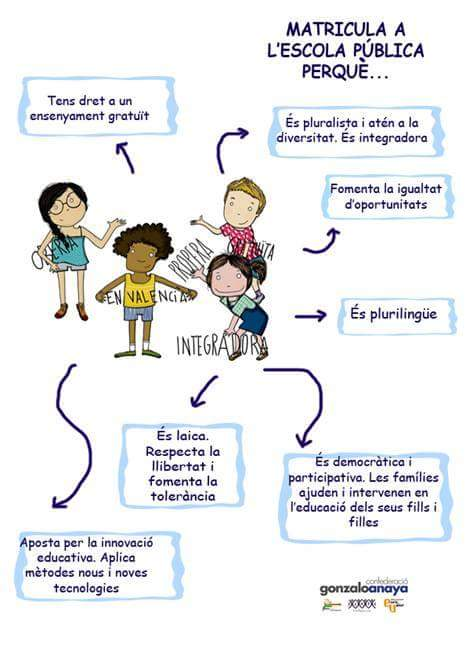 MATRICULA A
L'ESCOLA PÚBLICA
PERQUÈ...
Tens dret a un
ensenyament gratuït
És pluralista i atén a la
diversitat. És integradora
Fomenta la igualtat
d'oportunitats
PROPERA
EN VALENCIÀ
INTEGRADORA
És plurilingüe
És laica.
Respecta la
llibertat i
fomenta la
tolerància
És democràtica i
participativa. Les famílies
ajuden i intervenen en
l'educació dels seus fills i
filles
Aposta per la innovació
educativa. Aplica
mètodes nous i noves
tecnologies
confederació
gonzaloanaya